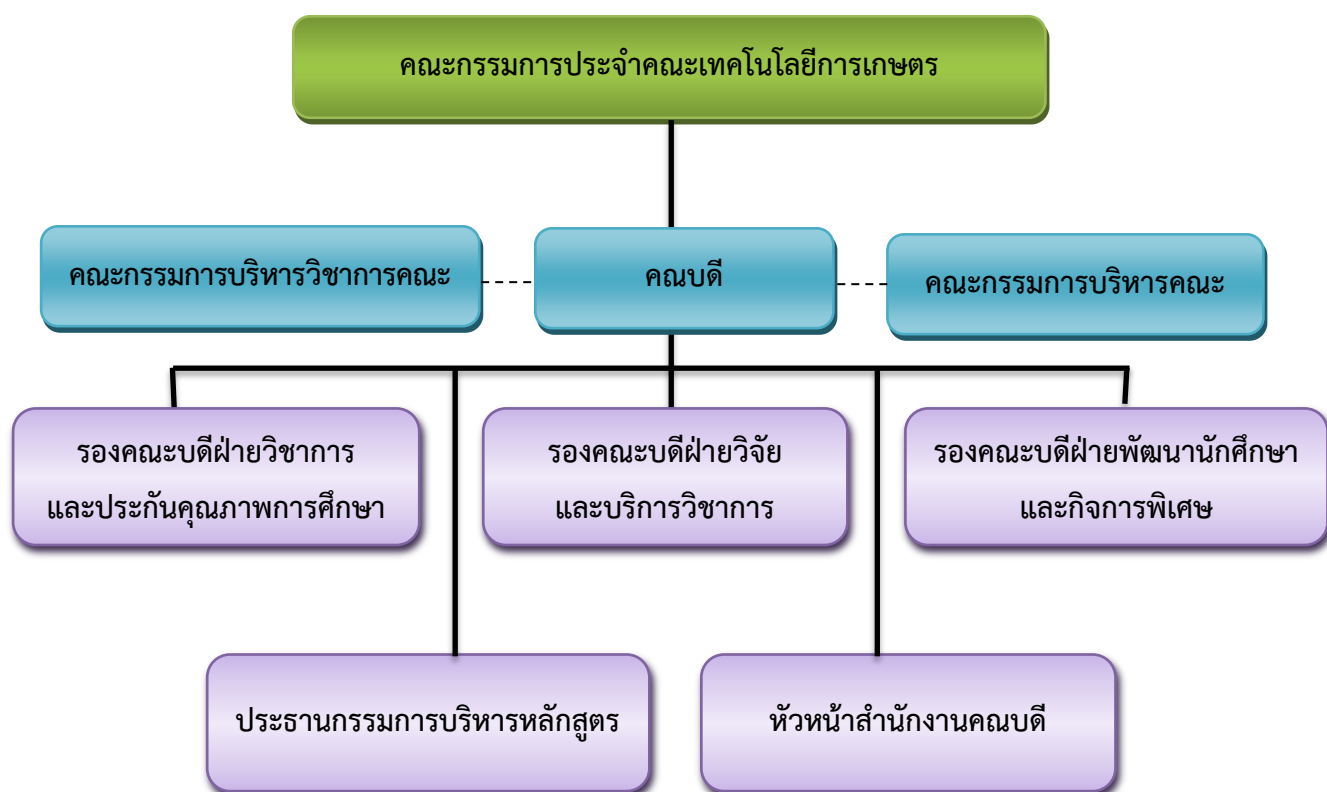 คณะกรรมการประจำคณะเทคโนโลยีการเกษตร
คณะกรรมการบริหารวิชาการคณะ
คณบดี
คณะกรรมการบริหารคณะ
รองคณะบดีฝ่ายวิชาการ
และประกันคุณภาพการศึกษา
รองคณะบดีฝ่ายวิจัย
และบริการวิชาการ
รองคณะบดีฝ่ายพัฒนานักศึกษา
และกิจการพิเศษ
ประธานกรรมการบริหารหลักสูตร
หัวหน้าสำนักงานคณบดี